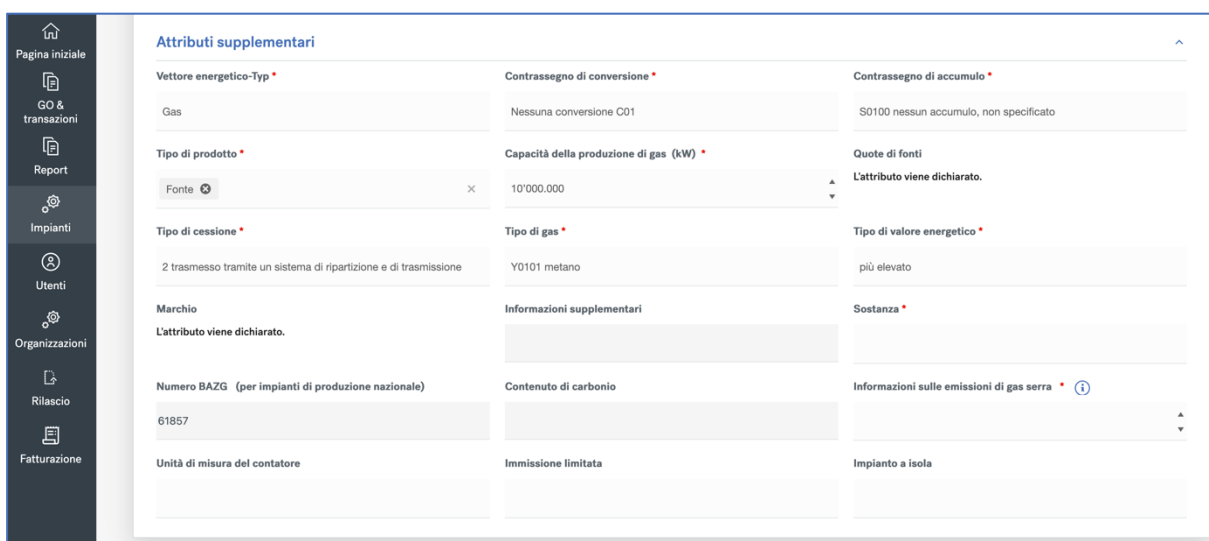 Pagina iniziale
GO &
transazioni
Report
Impianti
Utenti
Organizzazioni
Rilascio
Fatturazione
Attributi supplementari
Vettore energetico-Typ *
Contrassegno di conversione *
Contrassegno di accumulo *
Gas
Nessuna conversione C01
S0100 nessun accumulo, non specificato
Tipo di prodotto *
Capacità della produzione di gas (kW) *
Quote di fonti
Fonte
10'000.000
L'attributo viene dichiarato.
Tipo di cessione *
Tipo di gas *
Tipo di valore energetico *
2 trasmesso tramite un sistema di ripartizione e di trasmissione
Y0101 metano
più elevato
Marchio
Informazioni supplementari
Sostanza *
L'attributo viene dichiarato.
Numero BAZG (per impianti di produzione nazionale)
Contenuto di carbonio
Informazioni sulle emissioni di gas serra *
61857
Unità di misura del contatore
Immissione limitata
Impianto a isola